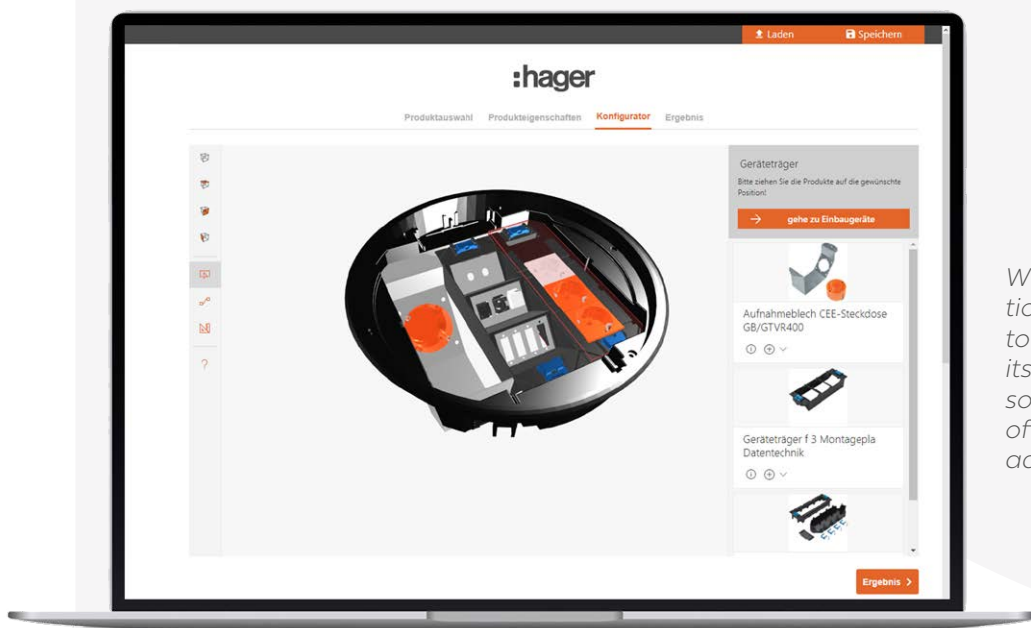 Laden
Speichern
:hager
Produktauswahl Produkteigenschaften Konfigurator Ergebnis
Geräteträger
Bitte ziehen Sie die Produkte auf die gewünschte
Position!
gehe zu Einbaugeräte
Aufnahmeblech CEE-Steckdose
GB/GTVR400
Geräteträger f 3 Montagepla
Datentechnik
?
Ergebnis
W
tio
to
its
so
of
ac